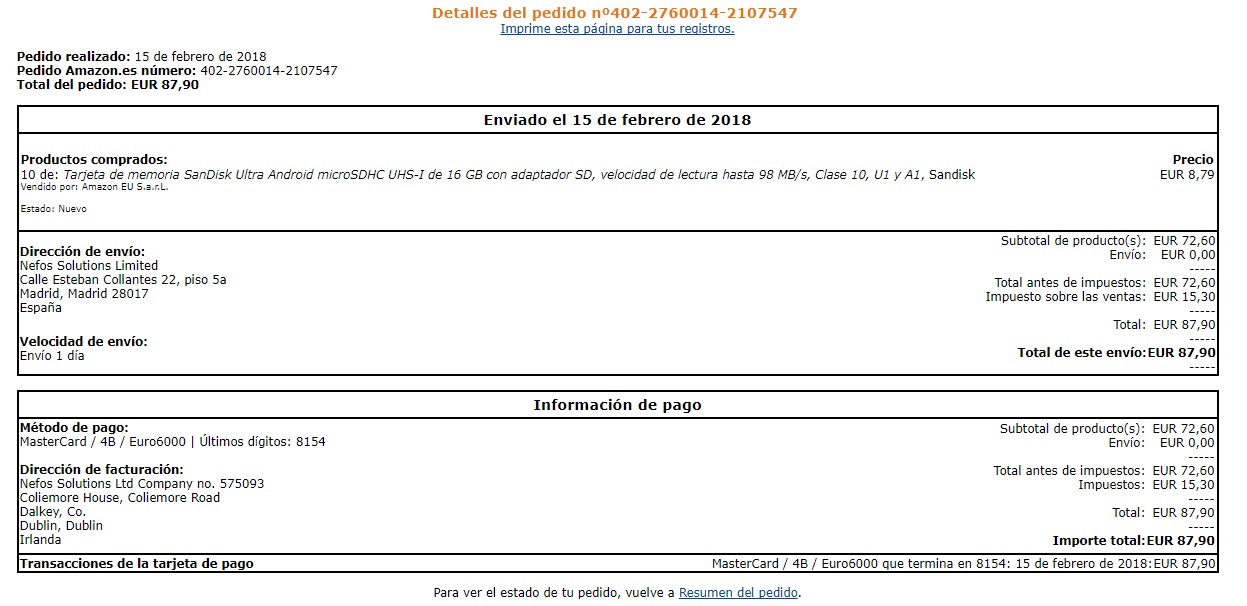 Detalles del pedido nº402-2760014-2107547
Imprime esta página para tus registros.
Pedido realizado: 15 de febrero de 2018
Pedido Amazon.es número: 402-2760014-2107547
Total del pedido: EUR 87,90
Enviado el 15 de febrero de 2018
Productos comprados: Precio
10 de: Tarjeta de memoria SanDisk Ultra Android microSDHC UHS-I de 16 GB con adaptador SD, velocidad de lectura hasta 98 MB/s, Clase 10, U1 y A1, Sandisk EUR 8,79
Vendido por: Amazon EU S.a.r.L.
Estado: Nuevo
Dirección de envío:
Nefos Solutions Limited
Calle Esteban Collantes 22, piso 5a
Madrid, Madrid 28017
España
Velocidad de envío:
Envío 1 día
Subtotal de producto(s): EUR 72,60
Envío: EUR 0,00
-----
Total antes de impuestos: EUR 72,60
Impuesto sobre las ventas: EUR 15,30
-----
Total: EUR 87,90
-----
Total de este envío:EUR 87,90
-----
Información de pago
Método de pago:
MasterCard / 4B / Euro6000 | Últimos dígitos: 8154
Dirección de facturación:
Nefos Solutions Ltd Company no. 575093
Coliemore House, Coliemore Road
Dalkey, Co.
Dublin, Dublin
Irlanda
Subtotal de producto(s): EUR 72,60
Envío: EUR 0,00
-----
Total antes de impuestos: EUR 72,60
Impuestos: EUR 15,30
-----
Total: EUR 87,90
-----
Importe total:EUR 87,90
Transacciones de la tarjeta de pago MasterCard / 4B / Euro6000 que termina en 8154: 15 de febrero de 2018:EUR 87,90
Para ver el estado de tu pedido, vuelve a Resumen del pedido.